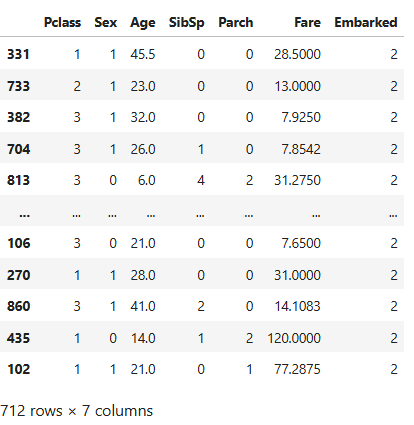 Pclass Sex Age SibSp Parch Fare Embarked
331 1 1 45.5 0 0 28.5000 2
733 2 1 23.0 0 0 13.0000 2
382 3 1 32.0 0 0 7.9250 2
704 3 1 26.0 1 0 7.8542 2
813 3 0 6.0 4 2 31.2750 2
... ... ... ... ... ... ... ...
106 3 0 21.0 0 0 7.6500 2
270 1 1 28.0 0 0 31.0000 2
860 3 1 41.0 2 0 14.1083 2
435 1 0 14.0 1 2 120.0000 2
102 1 1 21.0 0 1 77.2875 2
712 rows × 7 columns